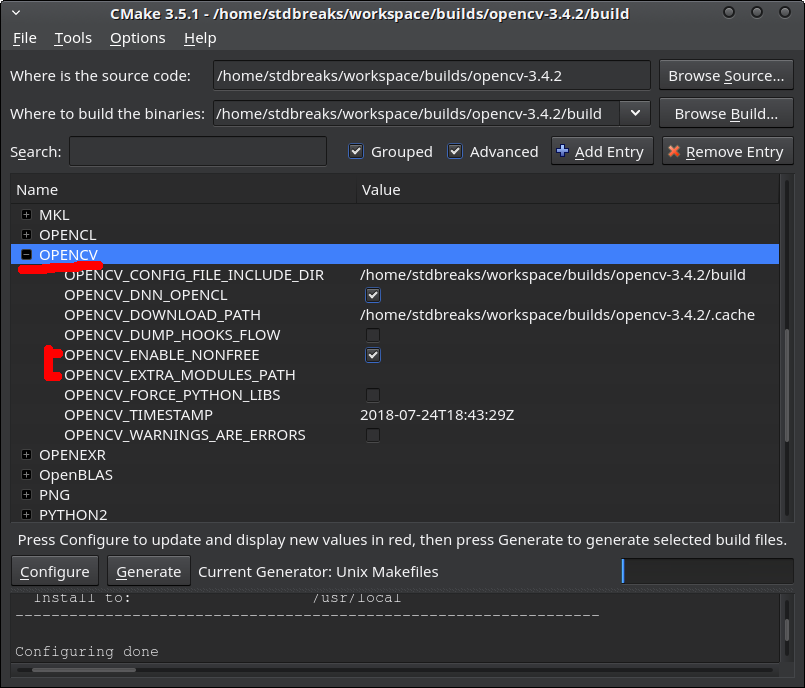 CMake 3.5.1 - /home/stdbreaks/workspace/builds/opencv-3.4.2/build
File Tools Options Help
Where is the source code: /home/stdbreaks/workspace/builds/opencv-3.4.2 Browse Source...
Where to build the binaries: /home/stdbreaks/workspace/builds/opencv-3.4.2/build Browse Build...
Search: Grouped Advanced Add Entry Remove Entry
Name Value
MKL
OPENCL
OPENCV
OPENCV_CONFIG_FILE_INCLUDE_DIR /home/stdbreaks/workspace/builds/opencv-3.4.2/build
OPENCV_DNN_OPENCL
OPENCV_DOWNLOAD_PATH /home/stdbreaks/workspace/builds/opencv-3.4.2/.cache
OPENCV_DUMP_HOOKS_FLOW
OPENCV_ENABLE_NONFREE
OPENCV_EXTRA_MODULES_PATH
OPENCV_FORCE_PYTHON_LIBS
OPENCV_TIMESTAMP 2018-07-24T18:43:29Z
OPENCV_WARNINGS_ARE_ERRORS
OPENEXR
OpenBLAS
PNG
PYTHON2
Press Configure to update and display new values in red, then press Generate to generate selected build files.
Configure Generate Current Generator: Unix Makefiles
Install to: /usr/local
-----------------------------------------------------------------
Configuring done